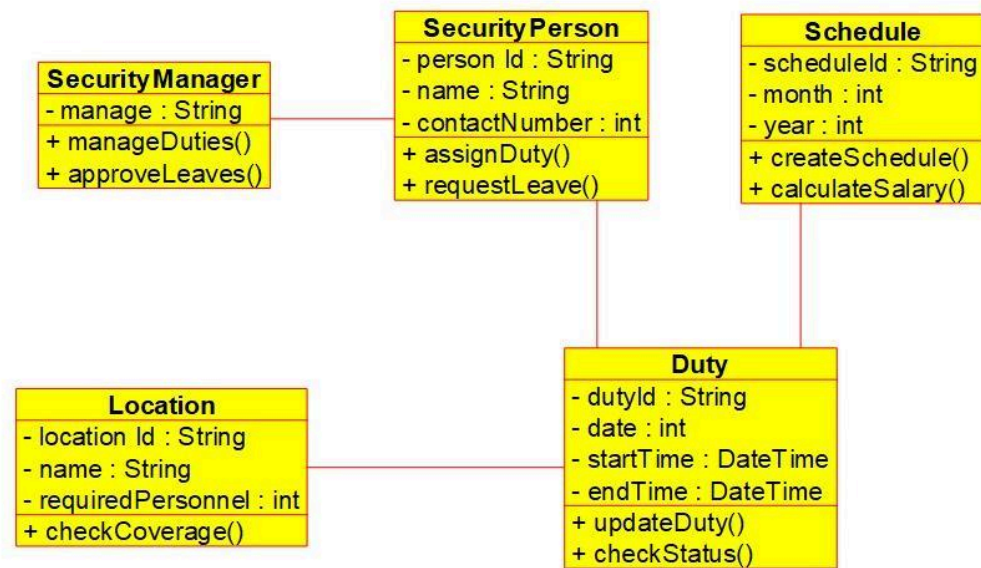 SecurityManager
- manage : String
+ manageDuties()
+ approveLeaves()
SecurityPerson
- person Id : String
- name : String
- contactNumber : int
+ assignDuty()
+ requestLeave()
Schedule
- scheduleId : String
- month : int
- year : int
+ createSchedule()
+ calculateSalary()
Location
- location Id : String
- name : String
- requiredPersonnel : int
+ checkCoverage()
Duty
- dutyId : String
- date : int
- startTime : DateTime
- endTime : DateTime
+ updateDuty()
+ checkStatus()